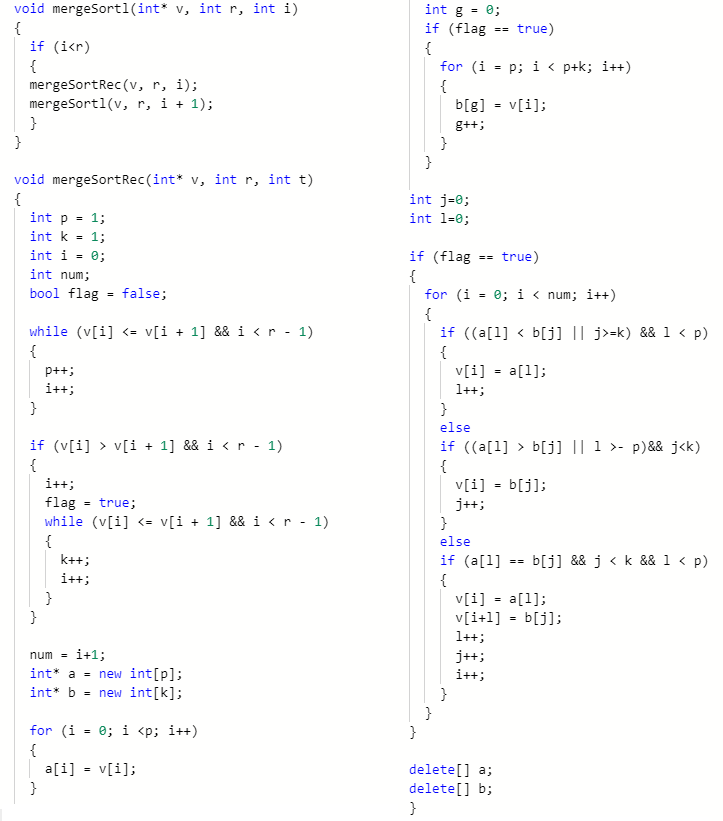 void mergeSortl(int* v, int r, int i)
{
if (i<r)
{
mergeSortRec(v, r, i);
mergeSortl(v, r, i + 1);
}
}
void mergeSortRec(int* v, int r, int t)
{
int p = 1;
int k = 1;
int i = 0;
int num;
bool flag = false;
while (v[i] <= v[i + 1] && i < r - 1)
{
p++;
i++;
}
if (v[i] > v[i + 1] && i < r - 1)
{
i++;
flag = true;
while (v[i] <= v[i + 1] && i < r - 1)
{
k++;
i++;
}
}
num = i+1;
int* a = new int[p];
int* b = new int[k];
for (i = 0; i <p; i++)
{
a[i] = v[i];
}
int g = 0;
if (flag == true)
{
for (i = p; i < p+k; i++)
{
b[g] = v[i];
g++;
}
}
int j=0;
int l=0;
if (flag == true)
{
for (i = 0; i < num; i++)
{
if ((a[l] < b[j] || j>=k) && l < p)
{
v[i] = a[l];
l++;
}
else
if ((a[l] > b[j] || l >- p)&& j<k)
{
v[i] = b[j];
j++;
}
else
if (a[l] == b[j] && j < k && l < p)
{
v[i] = a[l];
v[i+l] = b[j];
l++;
j++;
i++;
}
}
}
delete[] a;
delete[] b;
}